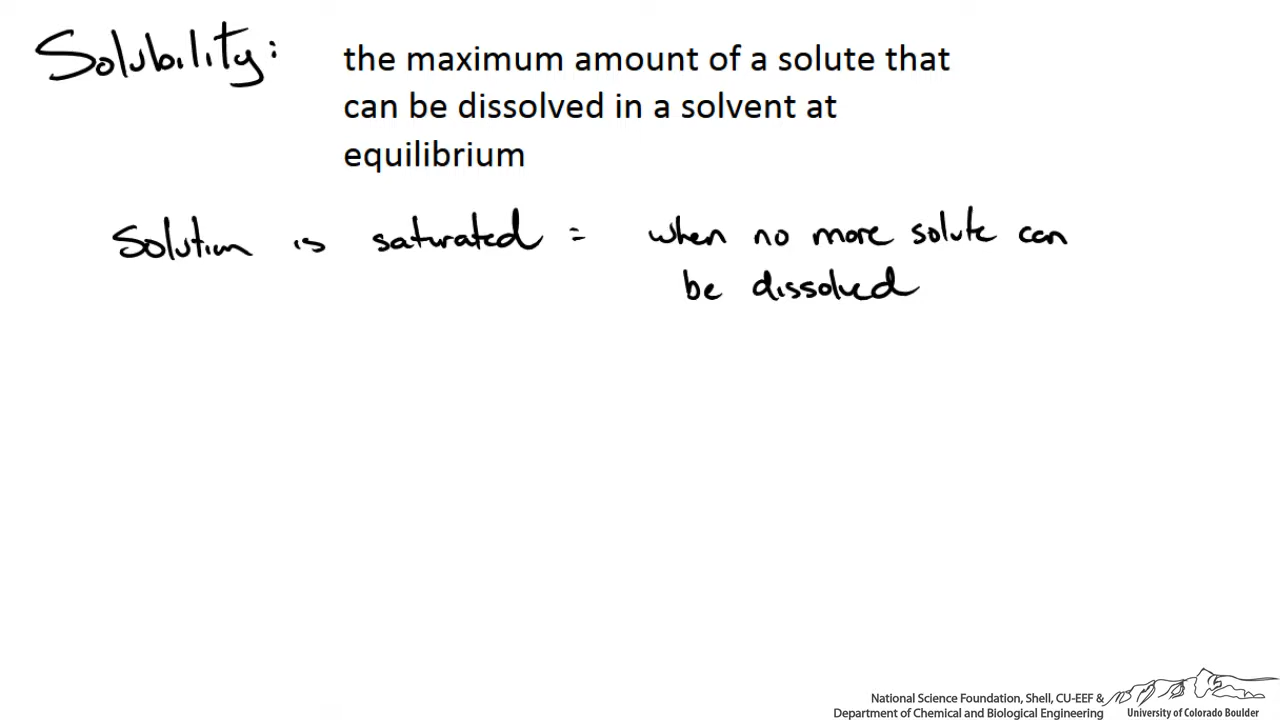 Solubility: the maximum amount of a solute that
can be dissolved in a solvent at
equilibrium
Solution is saturated = when no more solute can
be dissolved
National Science Foundation, Shell, CU-EEF &
Department of Chemical and Biological Engineering
University of Colorado Boulder